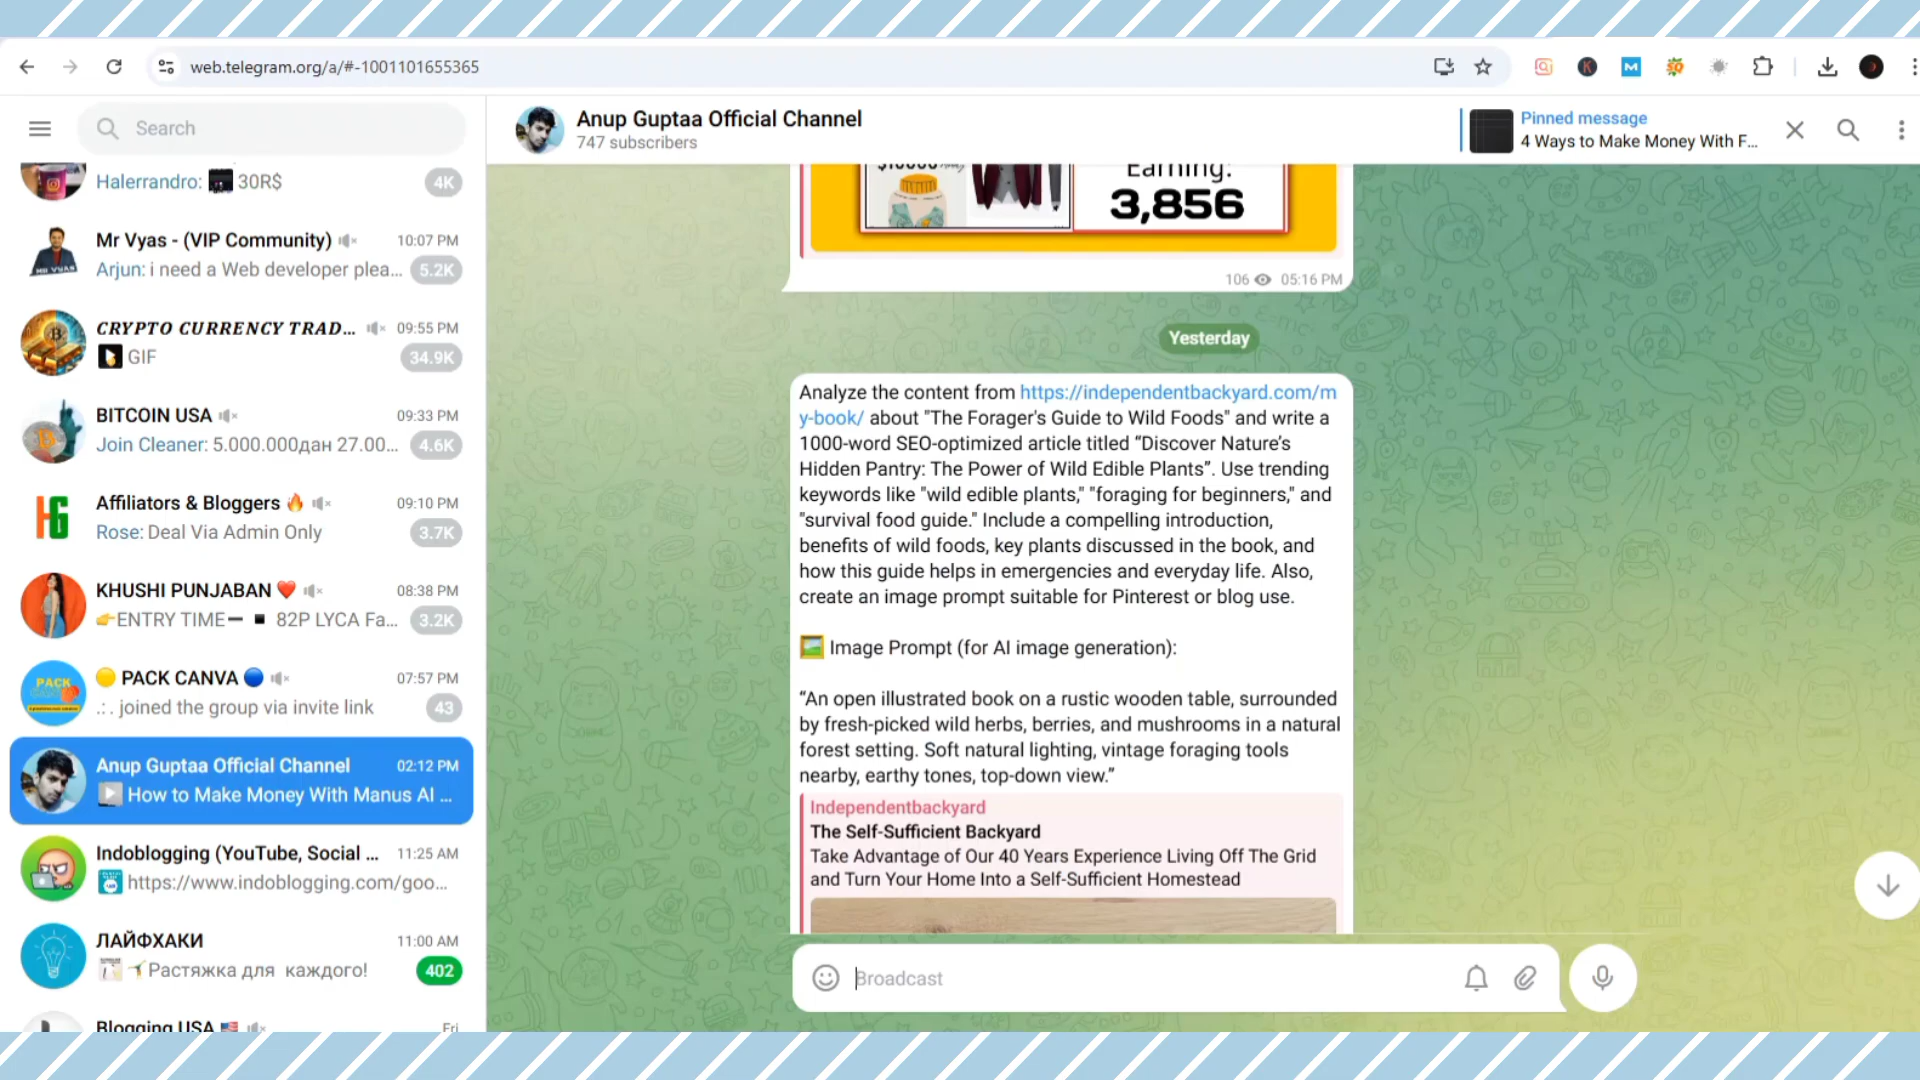 web.telegram.org/a/#-1001101655365
Search
Halerrandro: 30R$
4K
Mr Vyas - (VIP Community)
10:07 PM
MR VYAS
Arjun: i need a Web developer plea...
5.2K
CRYPTO CURRENCY TRAD...
09:55 PM
GIF
34.9K
BITCOIN USA
09:33 PM
Join Cleaner: 5.000.000дан 27.00...
4.6K
Affiliators & Bloggers 🔥
09:10 PM
Rose: Deal Via Admin Only
3.7K
KHUSHI PUNJABAN ❤️
08:38 PM
👉ENTRY TIME➖ ◾ 82P LYCA Fa...
3.2K
🟡 PACK CANVA 🔵
07:57 PM
PACK
.:. joined the group via invite link
43
Anup Guptaa Official Channel
02:12 PM
How to Make Money With Manus AI ...
Indoblogging (YouTube, Social ...
11:25 AM
https://www.indoblogging.com/goo...
ЛАЙФХАКИ
11:00 AM
Растяжка для каждого!
402
Blogging USA 🇺🇸
Fri
Anup Guptaa Official Channel
747 subscribers
Pinned message
4 Ways to Make Money With F...
$10000
Earning:
3,856
106 05:16 PM
Yesterday
Analyze the content from https://independentbackyard.com/m
y-book/ about "The Forager's Guide to Wild Foods" and write a
1000-word SEO-optimized article titled “Discover Nature’s
Hidden Pantry: The Power of Wild Edible Plants”. Use trending
keywords like "wild edible plants," "foraging for beginners," and
"survival food guide." Include a compelling introduction,
benefits of wild foods, key plants discussed in the book, and
how this guide helps in emergencies and everyday life. Also,
create an image prompt suitable for Pinterest or blog use.
🖼️ Image Prompt (for AI image generation):
“An open illustrated book on a rustic wooden table, surrounded
by fresh-picked wild herbs, berries, and mushrooms in a natural
forest setting. Soft natural lighting, vintage foraging tools
nearby, earthy tones, top-down view.”
Independentbackyard
The Self-Sufficient Backyard
Take Advantage of Our 40 Years Experience Living Off The Grid
and Turn Your Home Into a Self-Sufficient Homestead
Broadcast